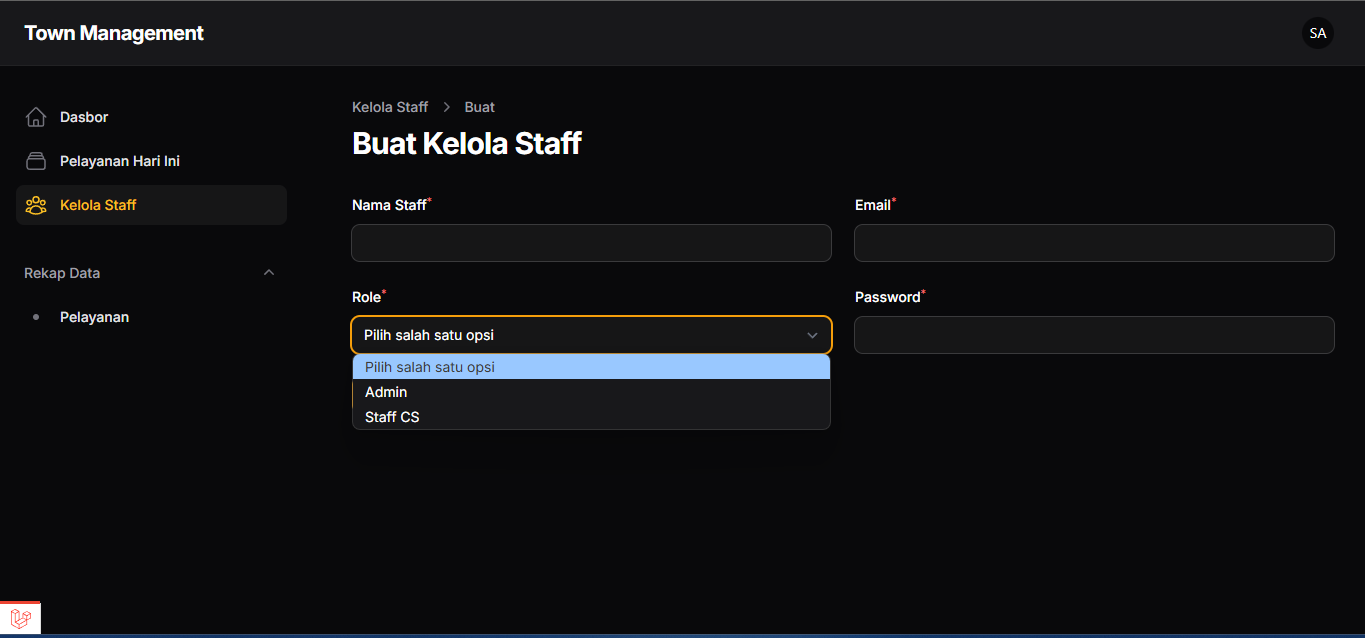 Town Management
SA
Dasbor
Pelayanan Hari Ini
Kelola Staff
Rekap Data
Pelayanan
Kelola Staff > Buat
Buat Kelola Staff
Nama Staff*
Email*
Role*
Password*
Pilih salah satu opsi
Pilih salah satu opsi
Admin
Staff CS